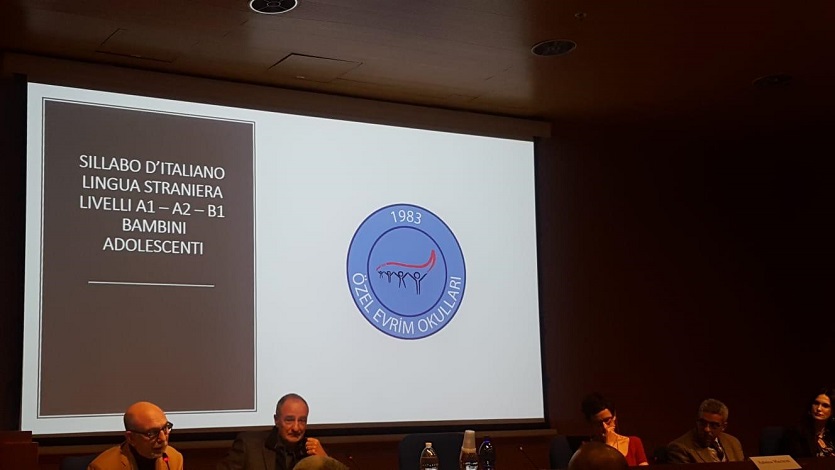 SILLABO D'ITALIANO
LINGUA STRANIERA
LIVELLI A1 – A2 – B1
BAMBINI
ADOLESCENTI
1983
ÖZEL EVRİM OKULLARI